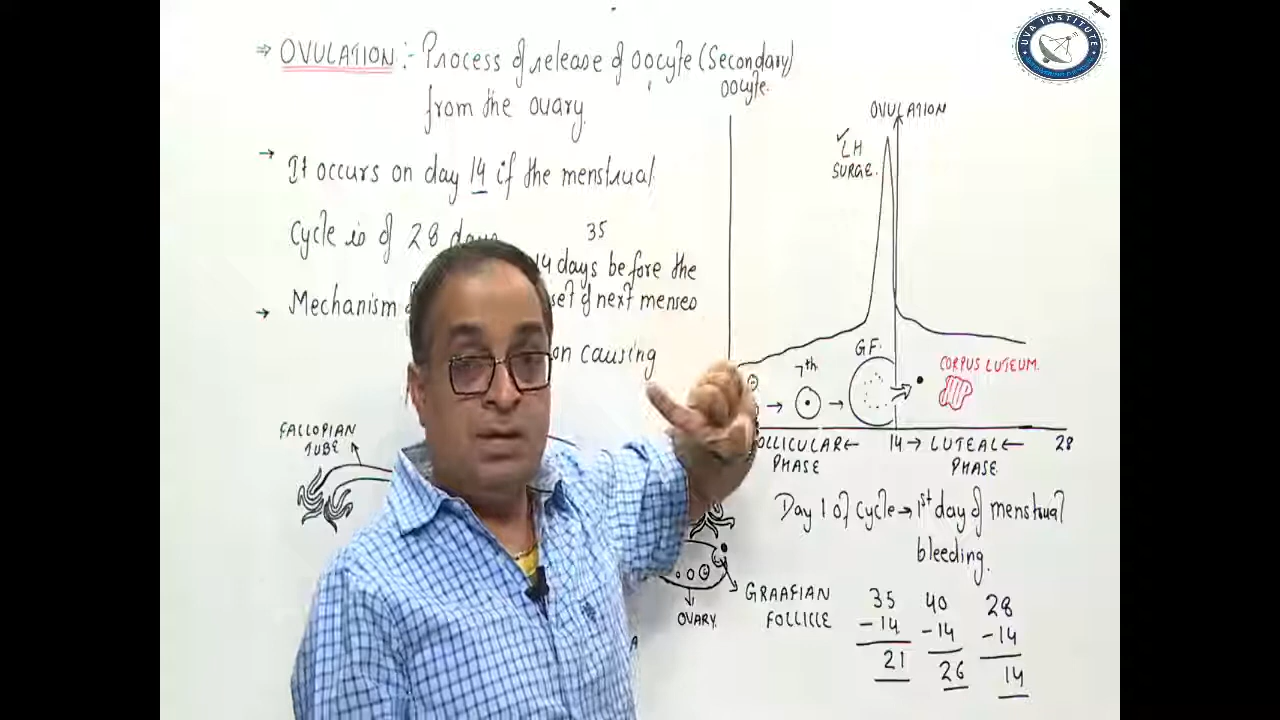 ⇒ OVULATION :- Process of release of oocyte (Secondary)
oocyte.
from the ovary.
→ It occurs on day 14 if the menstrual
Cycle is of 28 days
35
14 days before the
→ Mechanism
set of next menses
on causing
FALLOPIAN
TUBE
OVARY
GRAAFIAN
FOLLICLE
OVULATION
✓LH
SURGE.
7th
GF.
CORPUS LUTEUM.
OLLICULAR ← 14 → LUTEAL ← 28
PHASE PHASE
Day 1 of Cycle → 1st day of menstrual
bleeding.
35 40 28
-14 -14 -14
21 26 14
UVA INSTITUTE